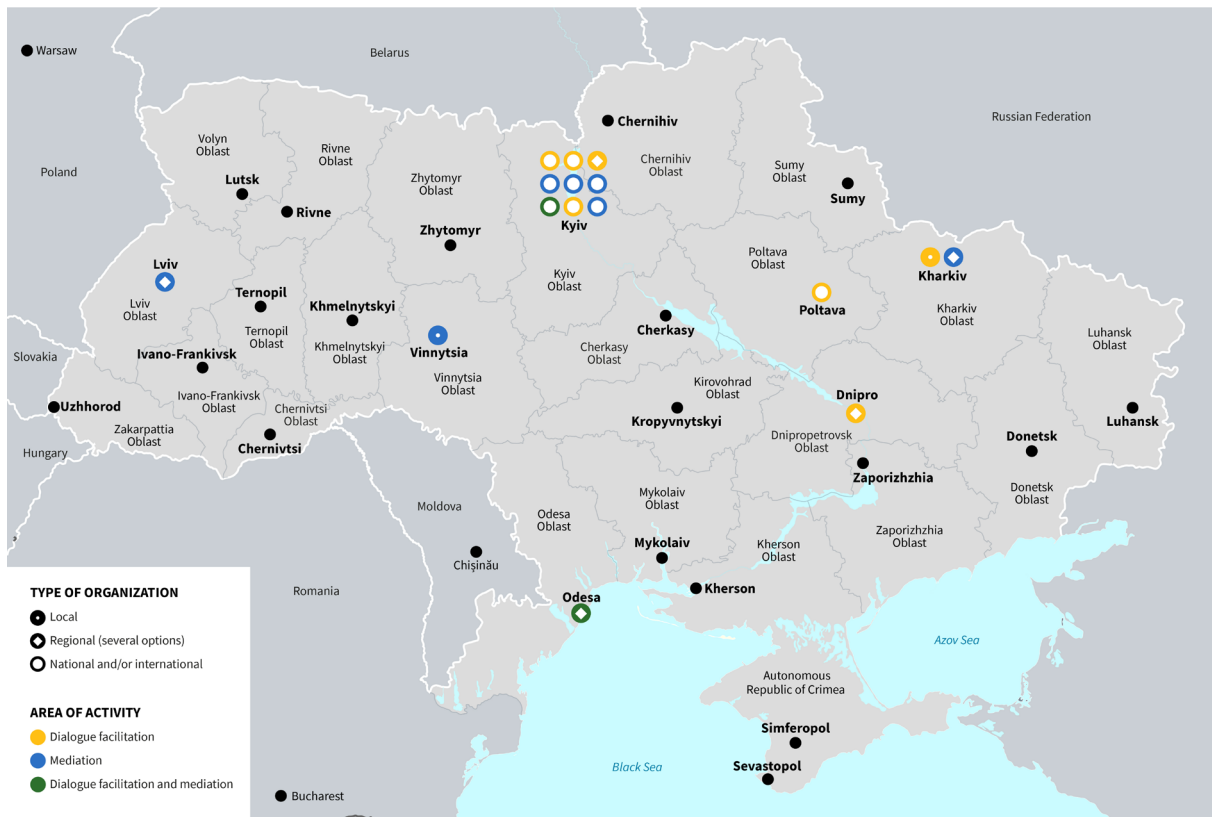 Warsaw
Belarus
Russian Federation
Poland
Chernihiv
Volyn
Oblast
Rivne
Oblast
Chernihiv
Oblast
Sumy
Oblast
Zhytomyr
Oblast
Lutsk
Rivne
Sumy
Kyiv
Zhytomyr
Lviv
Poltava
Oblast
Kharkiv
Kyiv
Oblast
Lviv
Oblast
Ternopil
Khmelnytskyi
Poltava
Kharkiv
Oblast
Ternopil
Oblast
Cherkasy
Luhansk
Oblast
Slovakia
Ivano-Frankivsk
Khmelnytskyi
Oblast
Vinnytsia
Cherkasy
Oblast
Vinnytsia
Oblast
Kirovohrad
Oblast
Ivano-Frankivsk
Oblast
Dnipro
Uzhhorod
Chernivtsi
Oblast
Kropyvnytskyi
Luhansk
Zakarpattia
Oblast
Chernivtsi
Dnipropetrovsk
Oblast
Donetsk
Hungary
Zaporizhzhia
Donetsk
Oblast
Mykolaiv
Oblast
Moldova
Odesa
Oblast
Zaporizhzhia
Oblast
Mykolaiv
Kherson
Oblast
Chișinău
Romania
Kherson
Odesa
Azov Sea
Autonomous
Republic of Crimea
Simferopol
Black Sea
Sevastopol
Bucharest
TYPE OF ORGANIZATION
Local
Regional (several options)
National and/or international
AREA OF ACTIVITY
Dialogue facilitation
Mediation
Dialogue facilitation and mediation